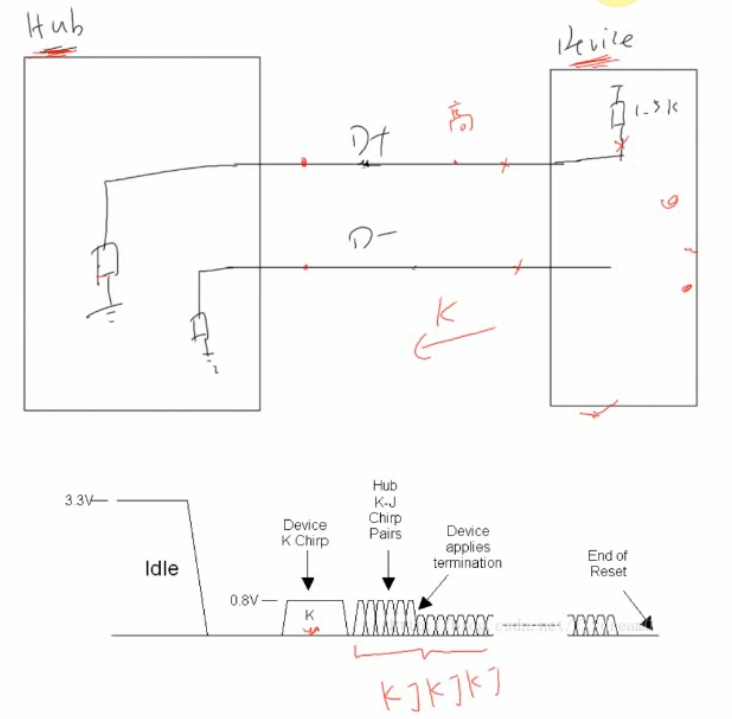 Hub
Device
1.5K
高
D+
D-
K
3.3V
Idle
Device
K Chirp
Hub
K-J
Chirp
Pairs
Device
applies
termination
End of
Reset
0.8V
K
KJKJKJ